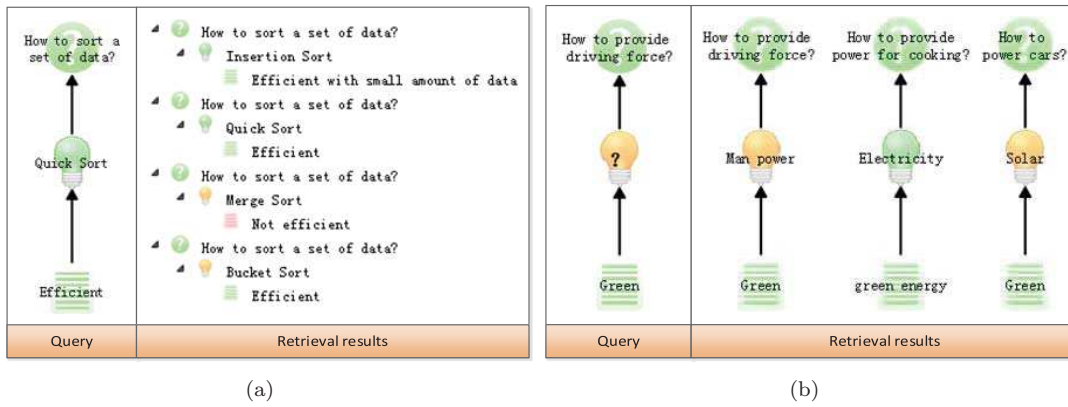 How to sort a
set of data?
Quick Sort
Efficient
Query
How to sort a set of data?
Insertion Sort
Efficient with small amount of data
How to sort a set of data?
Quick Sort
Efficient
How to sort a set of data?
Merge Sort
Not efficient
How to sort a set of data?
Bucket Sort
Efficient
Retrieval results
(a)
How to provide
driving force?
?
Green
Query
How to provide
driving force?
Man power
Green
How to provide
power for cooking?
Electricity
green energy
How to
power cars?
Solar
Green
Retrieval results
(b)